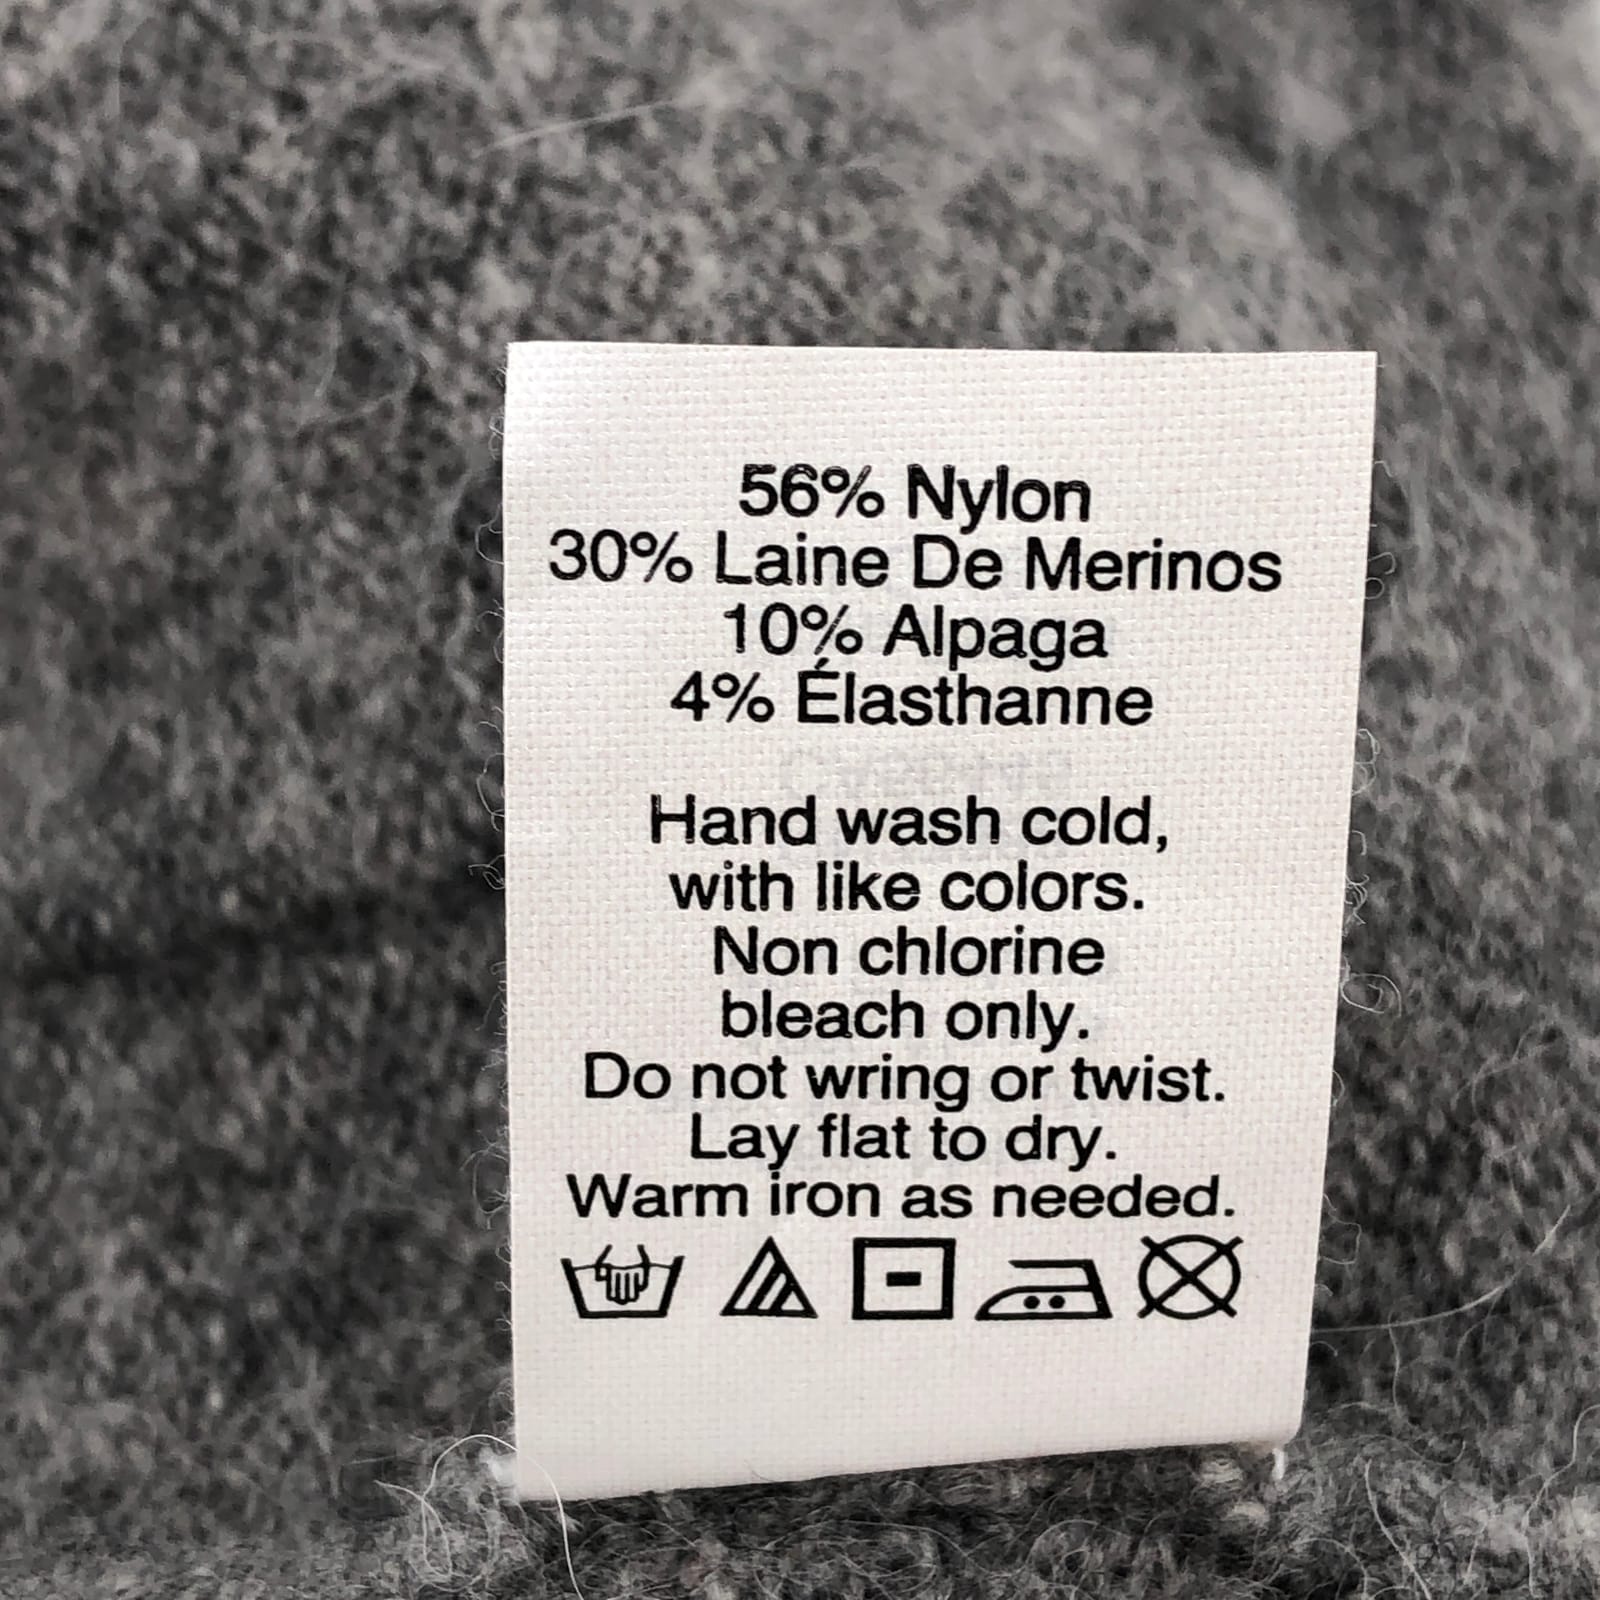 56% Nylon
30% Laine De Merinos
10% Alpaga
4% Élasthanne
Hand wash cold,
with like colors.
Non chlorine
bleach only.
Do not wring or twist.
Lay flat to dry.
Warm iron as needed.